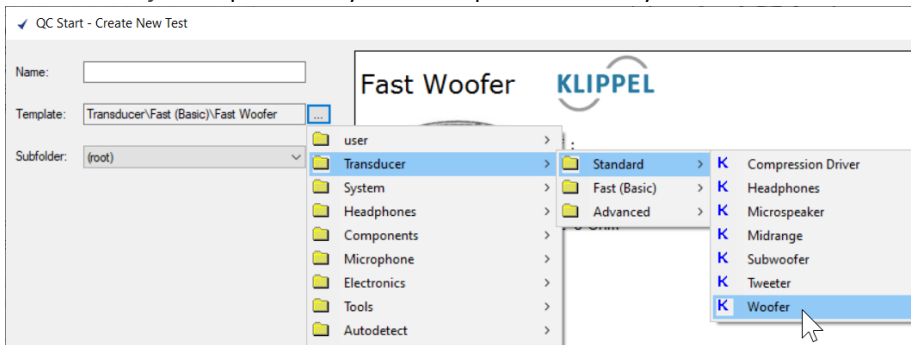 QC Start - Create New Test
Name:
Fast Woofer
KLIPPEL
Template:
Transducer\Fast (Basic)\Fast Woofer
...
Subfolder:
(root)
user
Transducer
System
Headphones
Components
Microphone
Electronics
Tools
Autodetect
Standard
Fast (Basic)
Advanced
K Compression Driver
K Headphones
K Microspeaker
K Midrange
K Subwoofer
K Tweeter
K Woofer